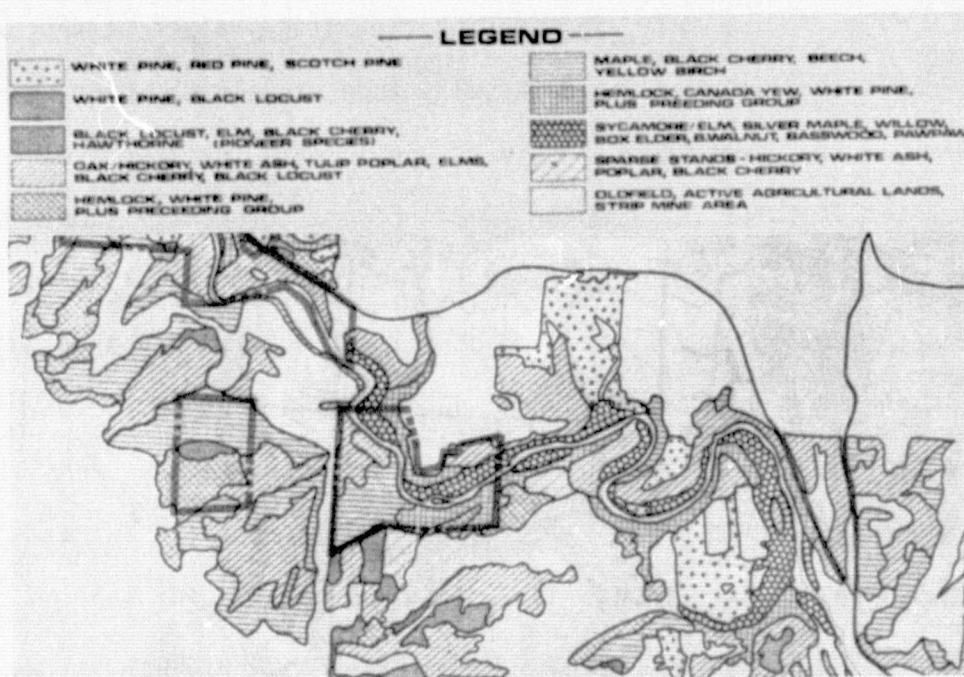 LEGEND
WHITE PINE, RED PINE, SCOTCH PINE
WHITE PINE, BLACK LOCUST
BLACK LOCUST, ELM, BLACK CHERRY,
HAWTHORNE (PIONEER SPECIES)
OAK/HICKORY, WHITE ASH, TULIP POPLAR, ELMS,
BLACK CHERRY, BLACK LOCUST
HEMLOCK, WHITE PINE,
PLUS PRECEEDING GROUP
MAPLE, BLACK CHERRY, BEECH,
YELLOW BIRCH
HEMLOCK, CANADA YEW, WHITE PINE,
PLUS PREEDING GROUP
SYCAMORE/ELM, SILVER MAPLE, WILLOW,
BOX ELDER, B.WALNUT, BASSWOOD, PAWPAW
SPARSE STANDS - HICKORY, WHITE ASH,
POPLAR, BLACK CHERRY
OLDFIELD, ACTIVE AGRICULTURAL LANDS,
STRIP MINE AREA